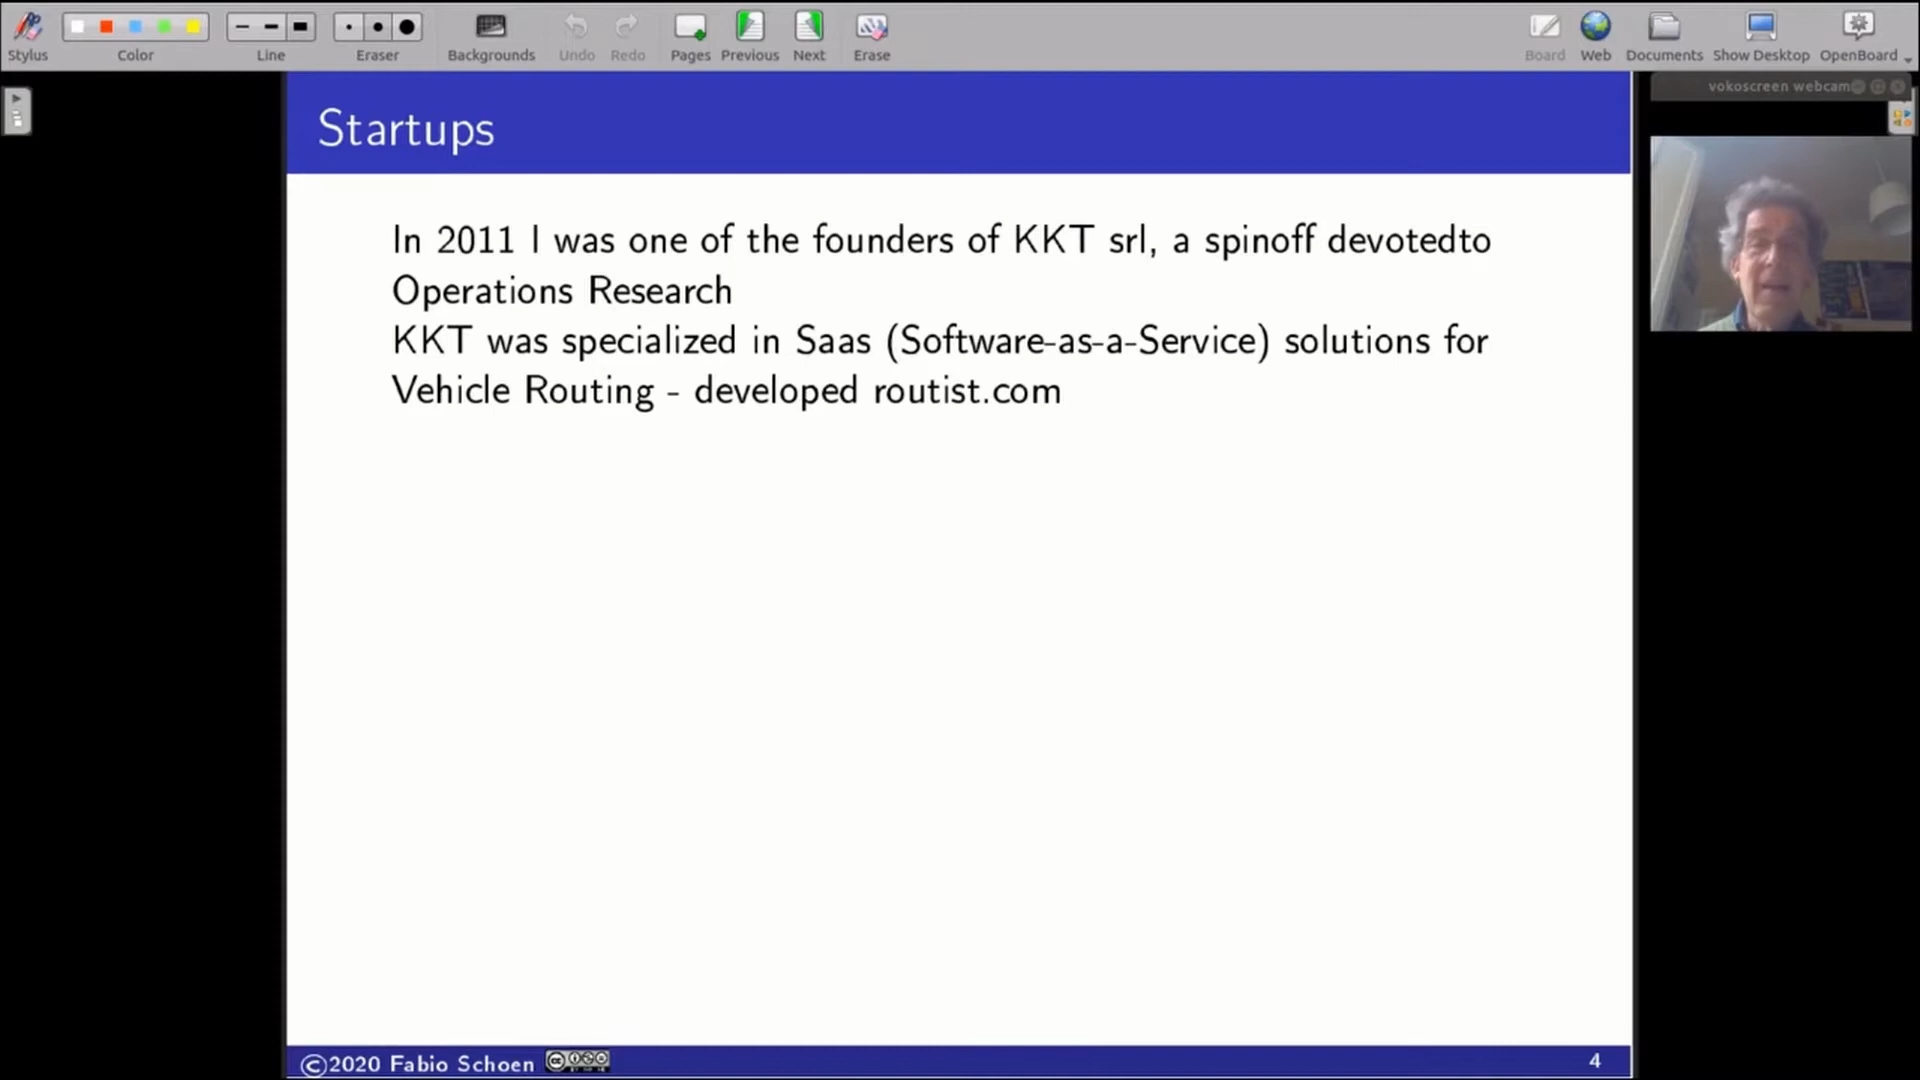 Stylus
Color
Line
Eraser
Backgrounds
Undo
Redo
Pages
Previous
Next
Erase
Board
Web
Documents
Show Desktop
OpenBoard
vokoscreen webcam
Startups
In 2011 I was one of the founders of KKT srl, a spinoff devotedto
Operations Research
KKT was specialized in Saas (Software-as-a-Service) solutions for
Vehicle Routing - developed routist.com
©2020 Fabio Schoen
4